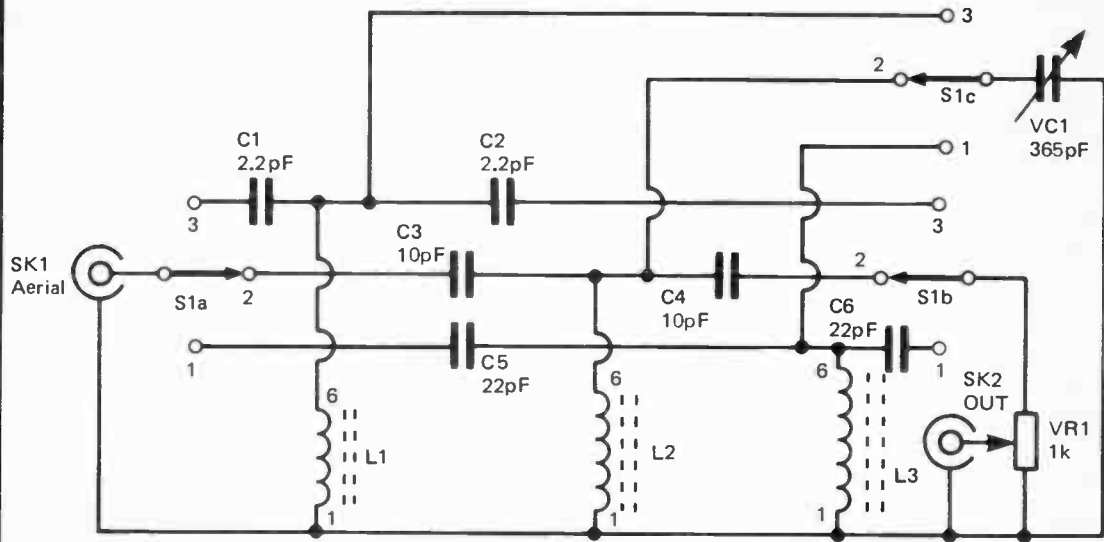 3
2
S1c
VC1
365pF
C1
2.2pF
C2
2.2pF
1
3
3
C3
10pF
SK1
Aerial
S1a
2
C4
10pF
2
S1b
C6
22pF
1
C5
22pF
1
6
L1
1
6
L2
1
6
L3
1
SK2
OUT
VR1
1k